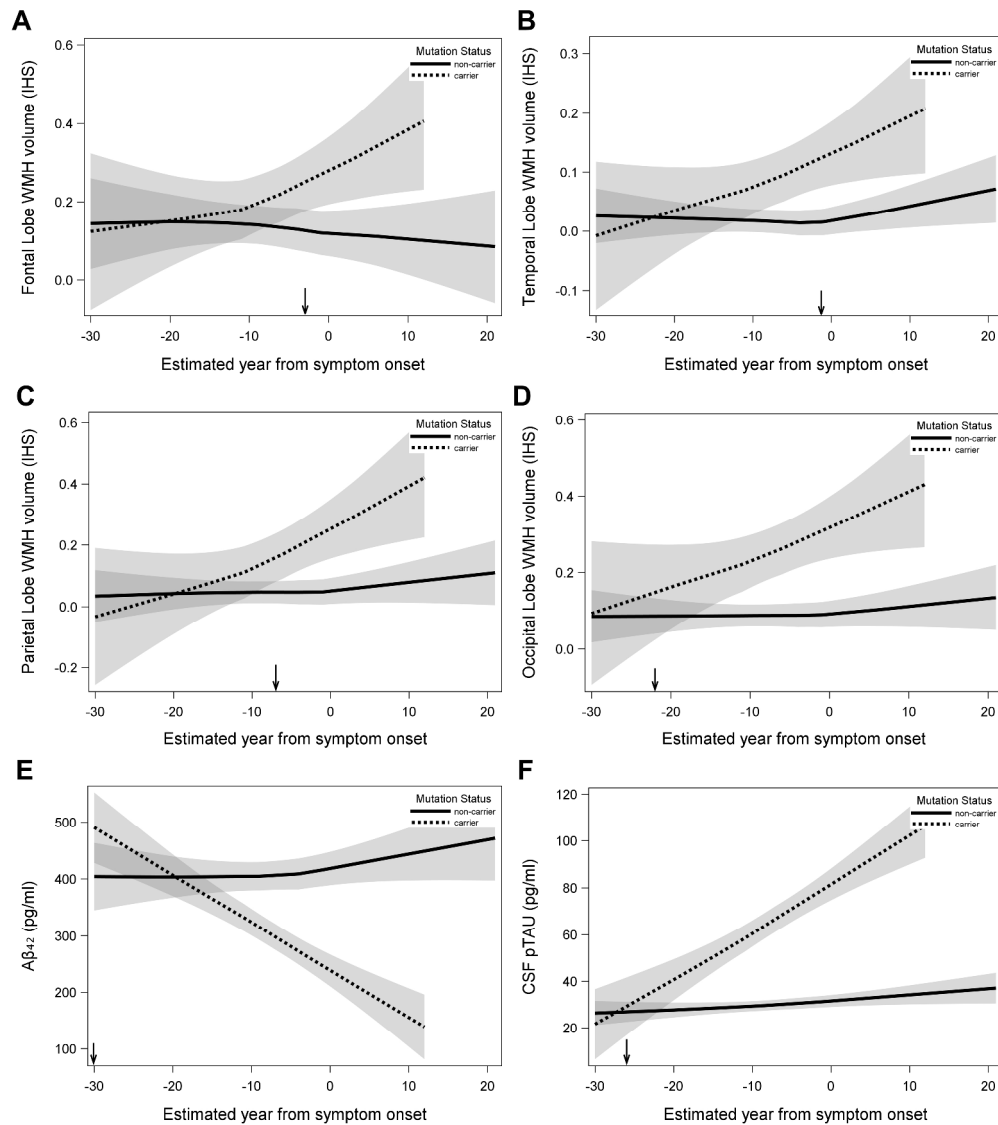 A
Fontal Lobe WMH volume (IHS)
0.6
0.4
0.2
0.0
Mutation Status
non-carrier
carrier
-30 -20 -10 0 10 20
Estimated year from symptom onset
B
Temporal Lobe WMH volume (IHS)
0.3
0.2
0.1
0.0
-0.1
Mutation Status
non-carrier
carrier
-30 -20 -10 0 10 20
Estimated year from symptom onset
C
Parietal Lobe WMH volume (IHS)
0.6
0.4
0.2
0.0
-0.2
Mutation Status
non-carrier
carrier
-30 -20 -10 0 10 20
Estimated year from symptom onset
D
Occipital Lobe WMH volume (IHS)
0.6
0.4
0.2
0.0
Mutation Status
non-carrier
carrier
-30 -20 -10 0 10 20
Estimated year from symptom onset
E
Aβ₄₂ (pg/ml)
500
400
300
200
100
Mutation Status
non-carrier
carrier
-30 -20 -10 0 10 20
Estimated year from symptom onset
F
CSF pTAU (pg/ml)
120
100
80
60
40
20
Mutation Status
non-carrier
carrier
-30 -20 -10 0 10 20
Estimated year from symptom onset